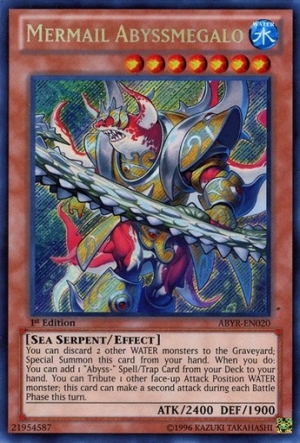 MERMAIL ABYSSMEGALO
WATER
水
1st Edition
ABYR-EN020
[SEA SERPENT/EFFECT]
You can discard 2 other WATER monsters to the Graveyard;
Special Summon this card from your hand. When you do:
You can add 1 "Abyss-" Spell/Trap Card from your Deck to your
hand. You can Tribute 1 other face-up Attack Position WATER
monster; this card can make a second attack during each Battle
Phase this turn.
ATK/2400 DEF/1900
21954587
©1996 KAZUKI TAKAHASHI